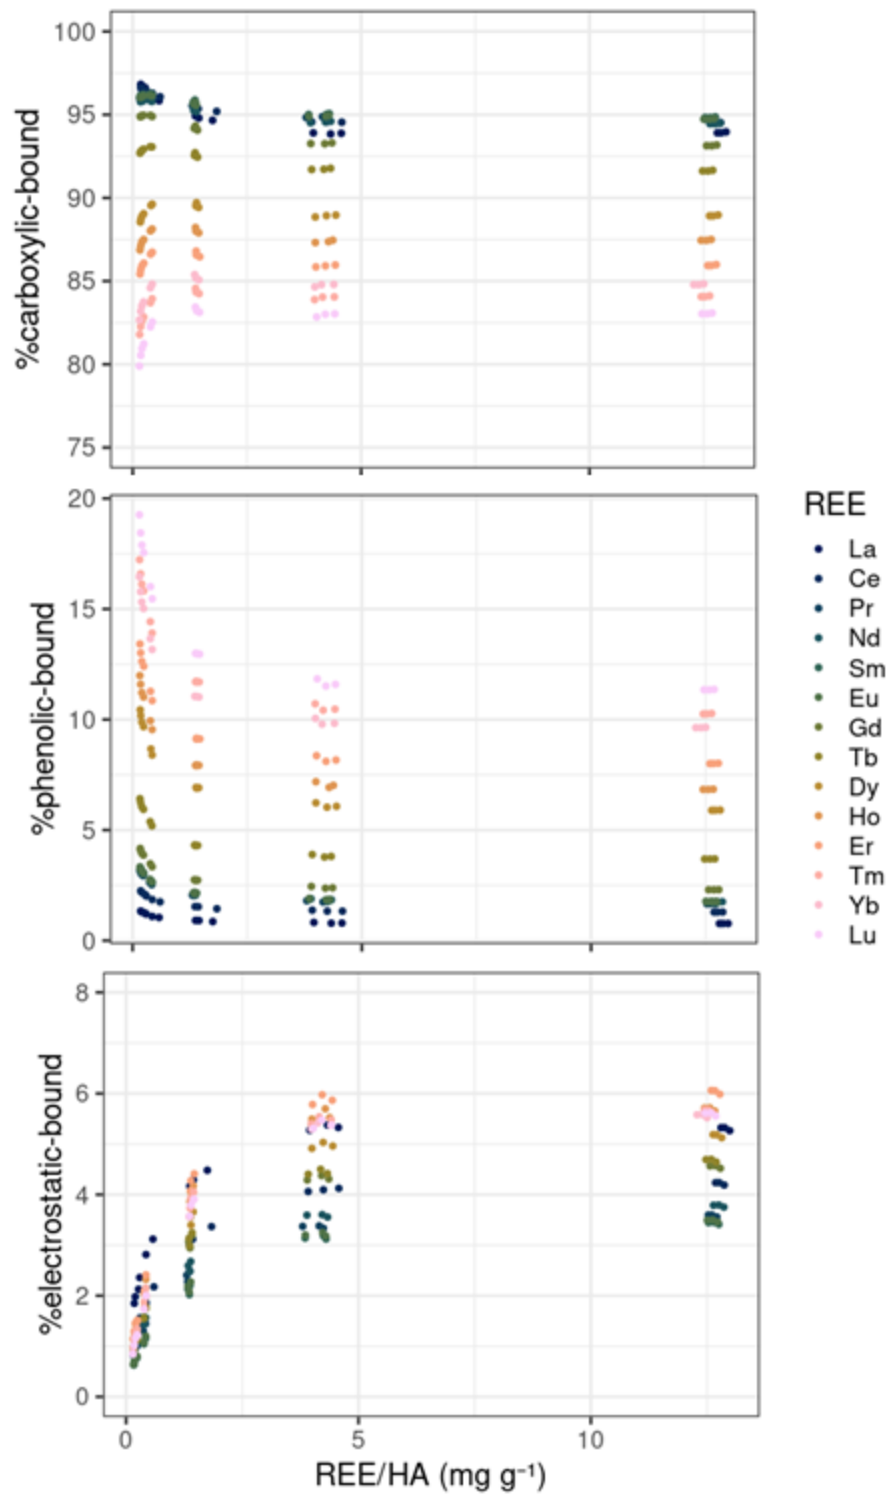 100
95
90
85
80
75
%carboxylic-bound
20
15
10
5
0
%phenolic-bound
8
6
4
2
0
%electrostatic-bound
0 5 10
REE/HA (mg g⁻¹)
REE
La
Ce
Pr
Nd
Sm
Eu
Gd
Tb
Dy
Ho
Er
Tm
Yb
Lu